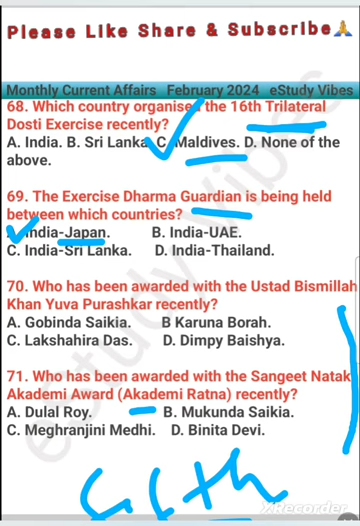 Please Like Share & Subscribe🙏
Monthly Current Affairs February 2024 eStudy Vibes
68. Which country organised the 16th Trilateral
Dosti Exercise recently?
A. India. B. Sri Lanka. C. Maldives. D. None of the
above.
69. The Exercise Dharma Guardian is being held
between which countries?
A. India-Japan. B. India-UAE.
C. India-Sri Lanka. D. India-Thailand.
70. Who has been awarded with the Ustad Bismillah
Khan Yuva Purashkar recently?
A. Gobinda Saikia. B Karuna Borah.
C. Lakshahira Das. D. Dimpy Baishya.
71. Who has been awarded with the Sangeet Natak
Akademi Award (Akademi Ratna) recently?
A. Dulal Roy. B. Mukunda Saikia.
C. Meghranjini Medhi. D. Binita Devi.
eStudy Vibes
XRecorder